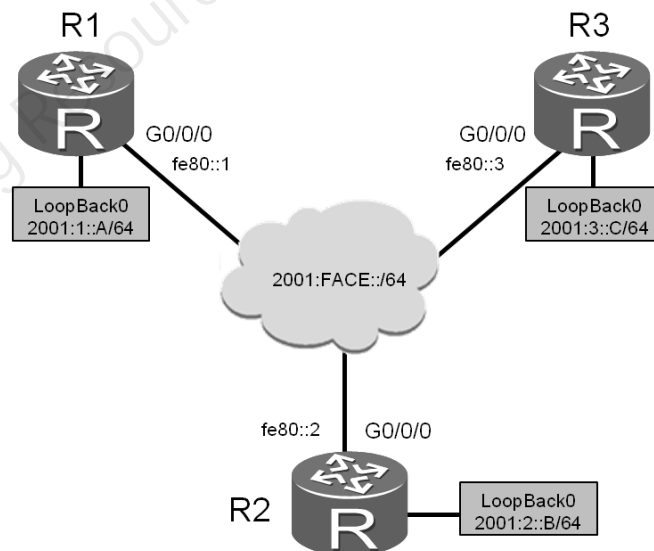 R1
R3
G0/0/0
G0/0/0
fe80::1
fe80::3
LoopBack0
2001:1::A/64
LoopBack0
2001:3::C/64
2001:FACE::/64
fe80::2
G0/0/0
R2
LoopBack0
2001:2::B/64
R
R
R